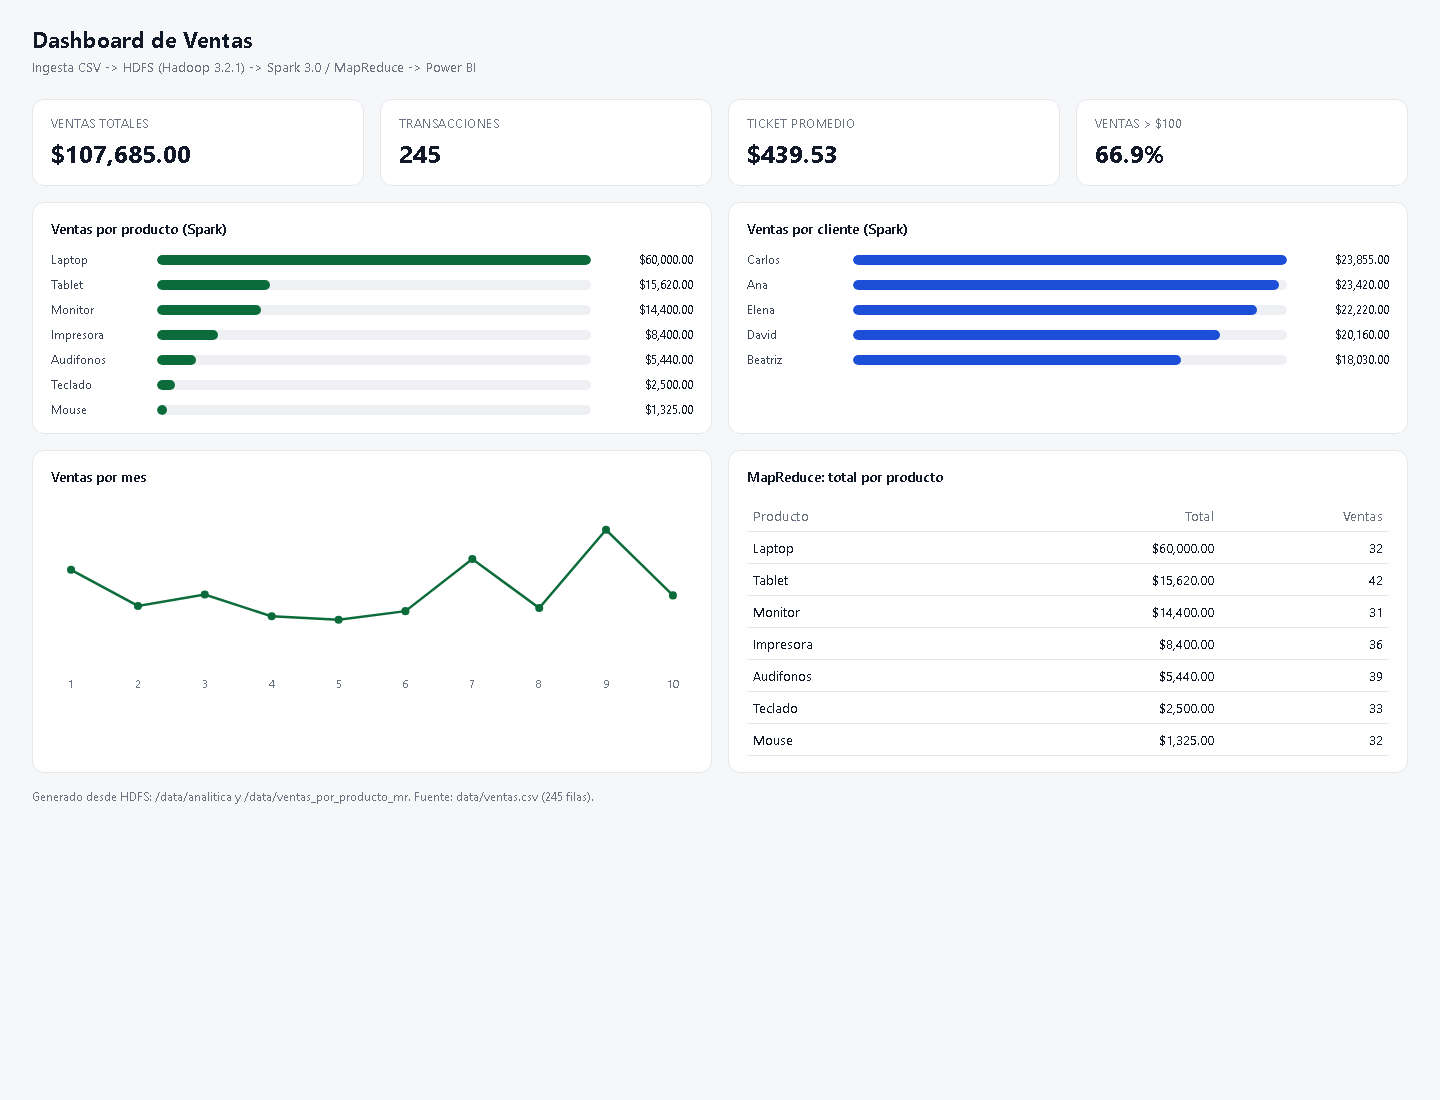 Dashboard de Ventas
Ingesta CSV -> HDFS (Hadoop 3.2.1) -> Spark 3.0 / MapReduce -> Power BI
VENTAS TOTALES
$107,685.00
TRANSACCIONES
245
TICKET PROMEDIO
$439.53
VENTAS > $100
66.9%
Ventas por producto (Spark)
Laptop $60,000.00
Tablet $15,620.00
Monitor $14,400.00
Impresora $8,400.00
Audifonos $5,440.00
Teclado $2,500.00
Mouse $1,325.00
Ventas por cliente (Spark)
Carlos $23,855.00
Ana $23,420.00
Elena $22,220.00
David $20,160.00
Beatriz $18,030.00
Ventas por mes
1 2 3 4 5 6 7 8 9 10
MapReduce: total por producto
Producto Total Ventas
Laptop $60,000.00 32
Tablet $15,620.00 42
Monitor $14,400.00 31
Impresora $8,400.00 36
Audifonos $5,440.00 39
Teclado $2,500.00 33
Mouse $1,325.00 32
Generado desde HDFS: /data/analitica y /data/ventas_por_producto_mr. Fuente: data/ventas.csv (245 filas).